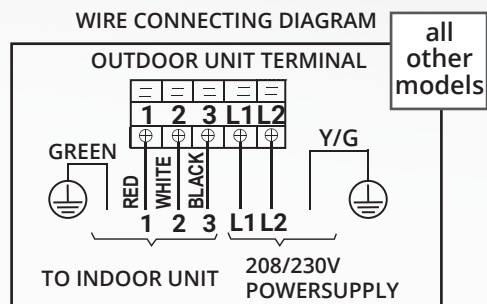 WIRE CONNECTING DIAGRAM
all
other
models
OUTDOOR UNIT TERMINAL
1 2 3 L1 L2
GREEN
Y/G
RED
WHITE
BLACK
1 2 3 L1 L2
TO INDOOR UNIT
208/230V
POWERSUPPLY